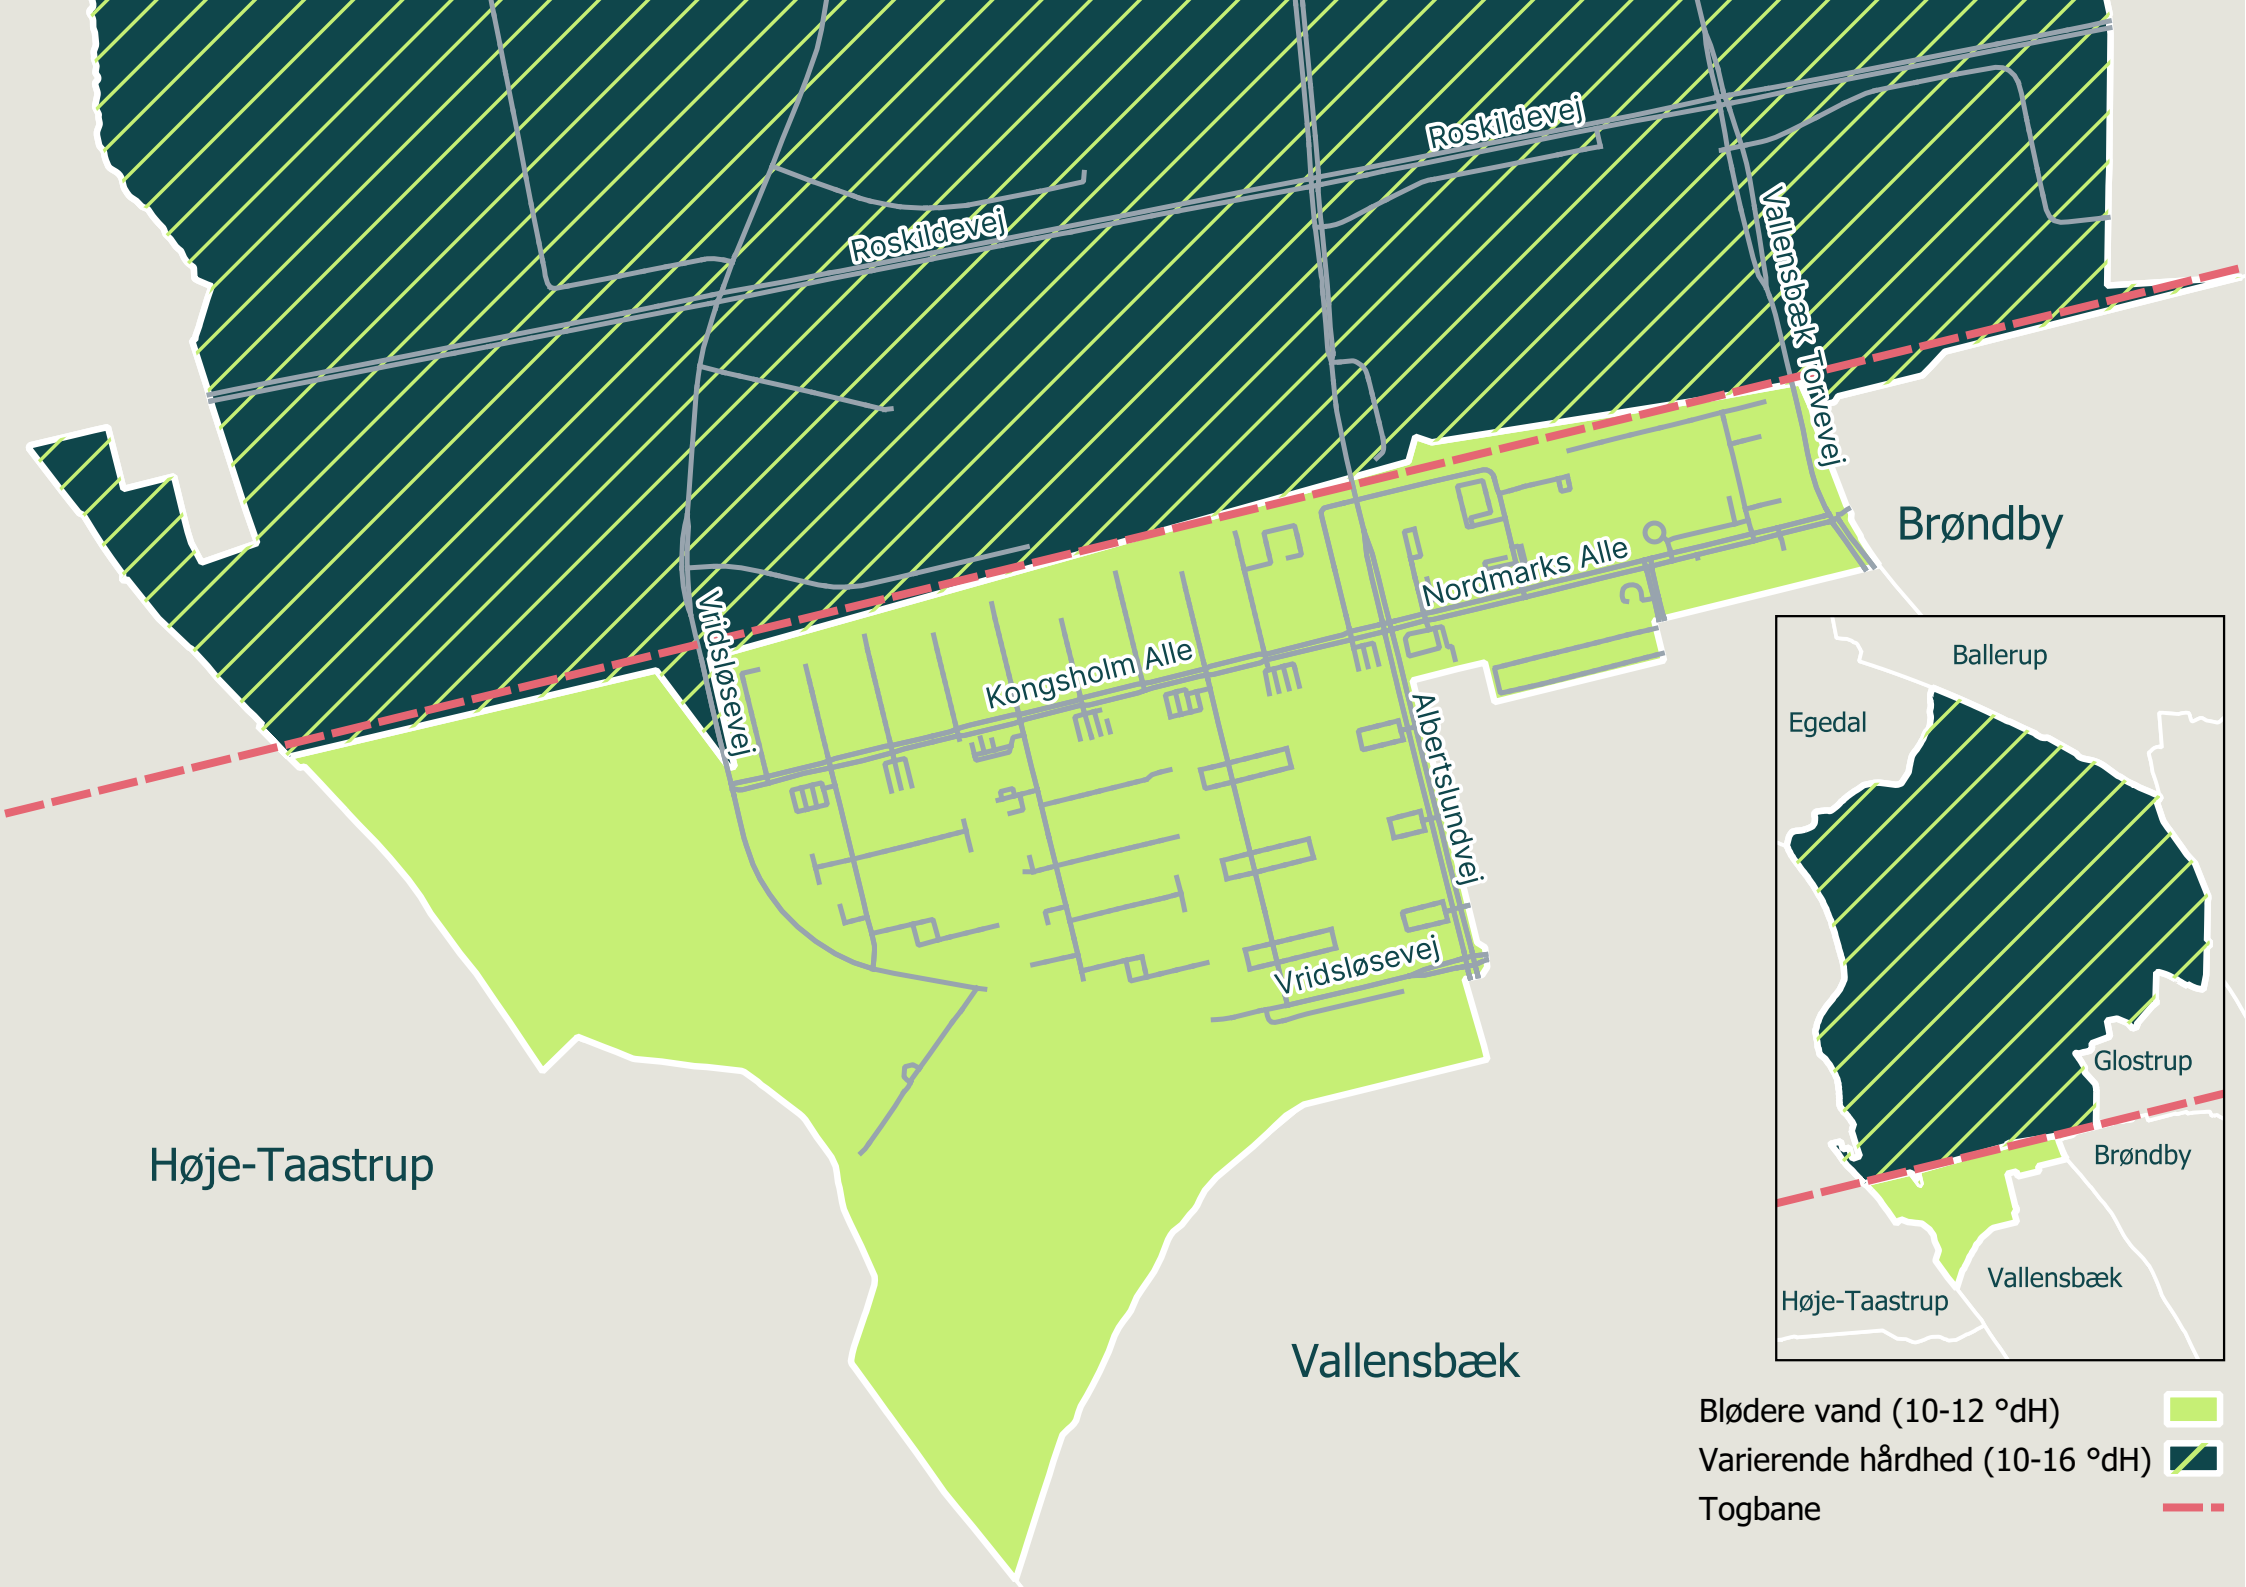 Roskildevej
Roskildevej
Vallensbæk Torvevej
Brøndby
Nordmarks Alle
Vridsløsevej
Kongsholm Alle
Albertslundvej
Vridsløsevej
Høje-Taastrup
Vallensbæk
Ballerup
Egedal
Glostrup
Brøndby
Vallensbæk
Høje-Taastrup
Blødere vand (10-12 °dH)
Varierende hårdhed (10-16 °dH)
Togbane